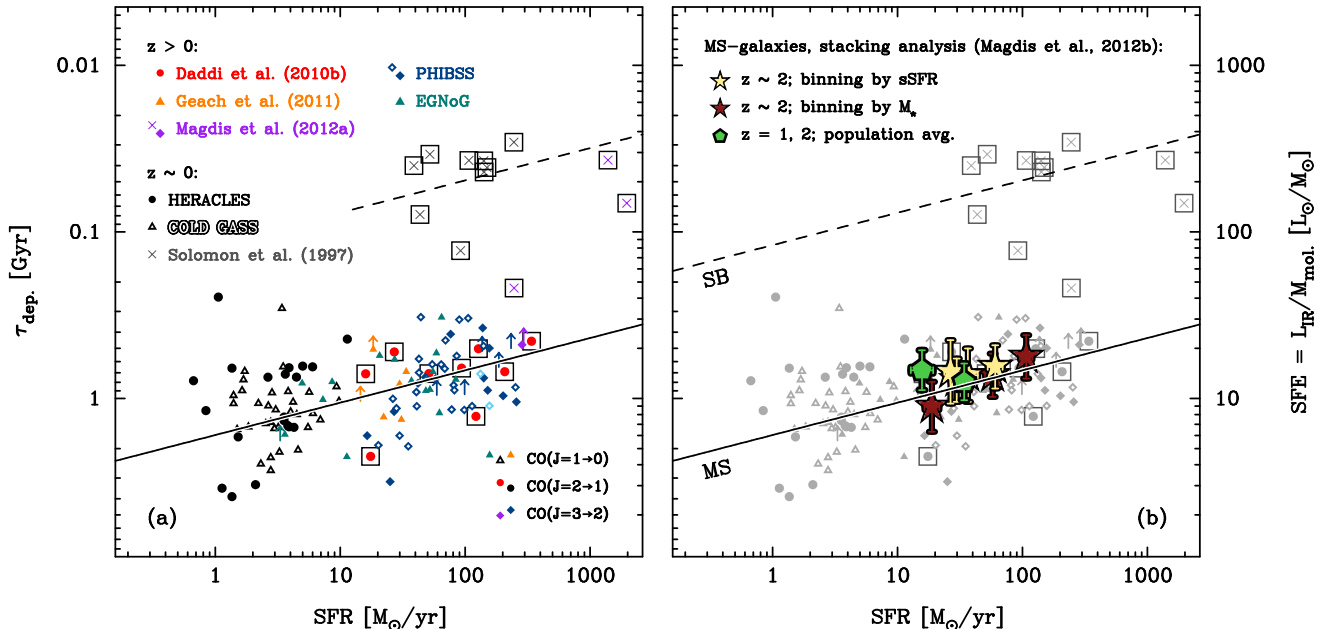 z > 0:
Daddi et al. (2010b)
Geach et al. (2011)
Magdis et al. (2012a)
PHIBSS
EGNoG
z ~ 0:
HERACLES
COLD GASS
Solomon et al. (1997)
CO(J=1→0)
CO(J=2→1)
CO(J=3→2)
(a)
0.01
0.1
1
τdep. [Gyr]
1
10
100
1000
SFR [M⊙/yr]
MS-galaxies, stacking analysis (Magdis et al., 2012b):
z ~ 2; binning by sSFR
z ~ 2; binning by M*
z = 1, 2; population avg.
SB
MS
(b)
1000
100
10
SFE = LIR/Mmol. [L⊙/M⊙]
1
10
100
1000
SFR [M⊙/yr]